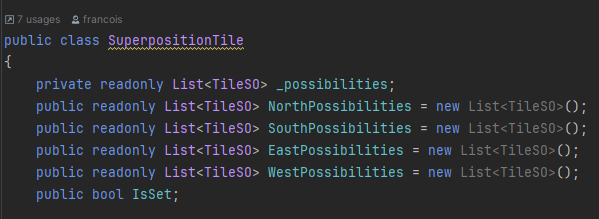 7 usages francois
public class SuperpositionTile
{
private readonly List<TileSO> _possibilities;
public readonly List<TileSO> NorthPossibilities = new List<TileSO>();
public readonly List<TileSO> SouthPossibilities = new List<TileSO>();
public readonly List<TileSO> EastPossibilities = new List<TileSO>();
public readonly List<TileSO> WestPossibilities = new List<TileSO>();
public bool IsSet;